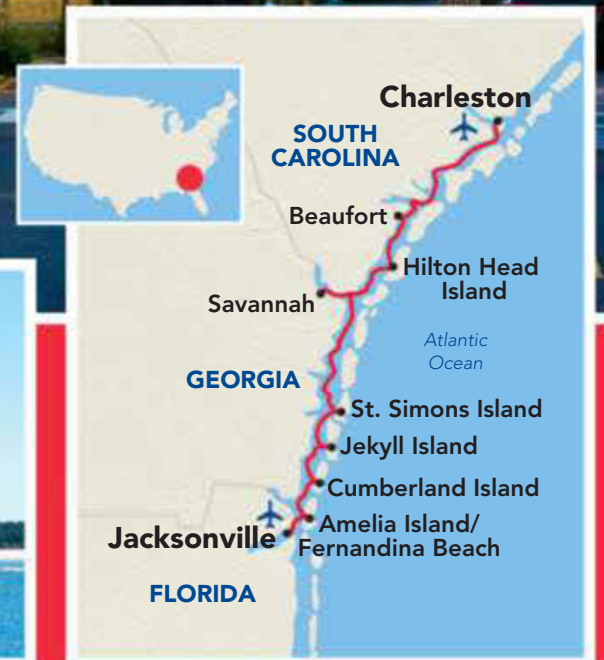 Charleston
SOUTH
CAROLINA
Beaufort
Hilton Head
Island
Savannah
Atlantic
Ocean
GEORGIA
St. Simons Island
Jekyll Island
Cumberland Island
Amelia Island/
Fernandina Beach
Jacksonville
FLORIDA